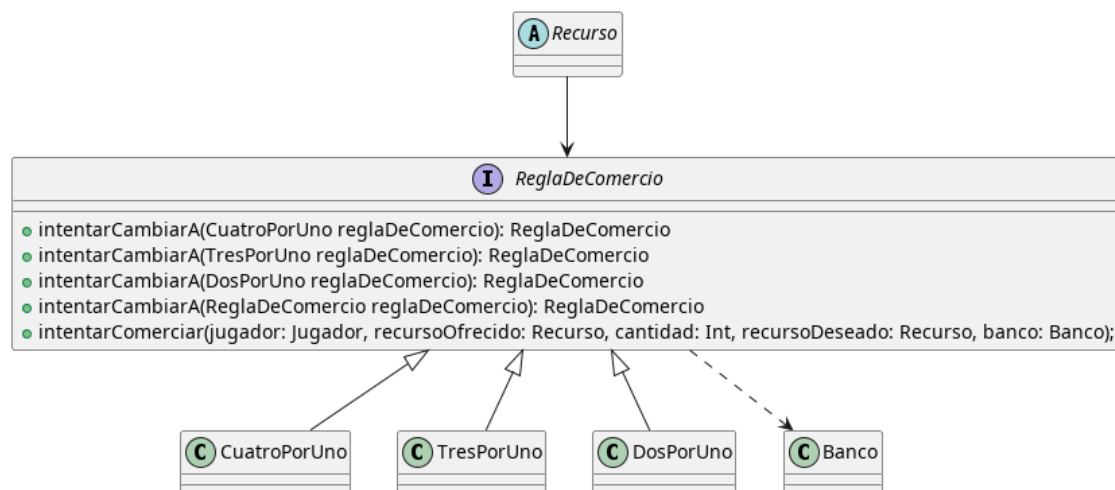 A Recurso
I ReglaDeComercio
intentarCambiarA(CuatroPorUno reglaDeComercio): ReglaDeComercio
intentarCambiarA(TresPorUno reglaDeComercio): ReglaDeComercio
intentarCambiarA(DosPorUno reglaDeComercio): ReglaDeComercio
intentarCambiarA(ReglaDeComercio reglaDeComercio): ReglaDeComercio
intentarComerciar(jugador: Jugador, recursoOfrecido: Recurso, cantidad: Int, recursoDeseado: Recurso, banco: Banco);
C CuatroPorUno C TresPorUno C DosPorUno C Banco